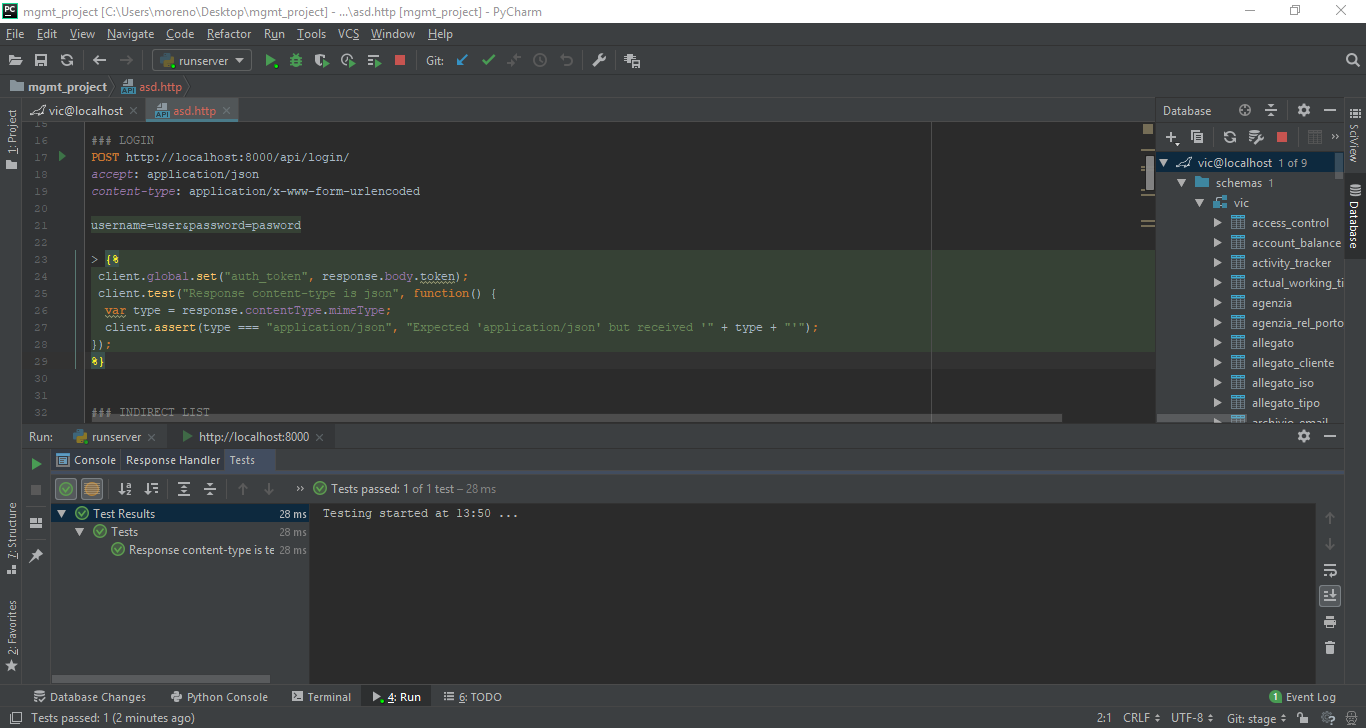 mgmt_project [C:\Users\moreno\Desktop\mgmt_project] - ...\asd.http [mgmt_project] - PyCharm
File Edit View Navigate Code Refactor Run Tools VCS Window Help
runserver Git:
mgmt_project asd.http
1: Project
vic@localhost asd.http
15
16 ### LOGIN
17 POST http://localhost:8000/api/login/
18 accept: application/json
19 content-type: application/x-www-form-urlencoded
20
21 username=user&password=pasword
22
23 > {%
24 client.global.set("auth_token", response.body.token);
25 client.test("Response content-type is json", function() {
26 var type = response.contentType.mimeType;
27 client.assert(type === "application/json", "Expected 'application/json' but received '" + type + "'");
28 });
29 %}
30
31
32 ### INDIRECT LIST
Database
vic@localhost 1 of 9
schemas 1
vic
access_control
account_balance
activity_tracker
actual_working_ti
agenzia
agenzia_rel_porto
allegato
allegato_cliente
allegato_iso
allegato_tipo
archivio_email
SciView
Database
Run: runserver http://localhost:8000
Console Response Handler Tests
Tests passed: 1 of 1 test – 28 ms
Test Results 28 ms
Tests 28 ms
Response content-type is te 28 ms
Testing started at 13:50 ...
7: Structure
2: Favorites
Database Changes Python Console Terminal 4: Run 6: TODO 1 Event Log
Tests passed: 1 (2 minutes ago) 2:1 CRLF UTF-8 Git: stage